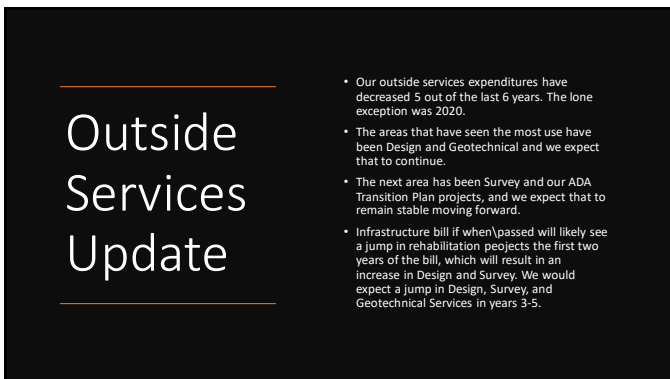 Outside
Services
Update
• Our outside services expenditures have
decreased 5 out of the last 6 years. The lone
exception was 2020.
• The areas that have seen the most use have
been Design and Geotechnical and we expect
that to continue.
• The next area has been Survey and our ADA
Transition Plan projects, and we expect that to
remain stable moving forward.
• Infrastructure bill if when\passed will likely see
a jump in rehabilitation peojects the first two
years of the bill, which will result in an
increase in Design and Survey. We would
expect a jump in Design, Survey, and
Geotechnical Services in years 3-5.